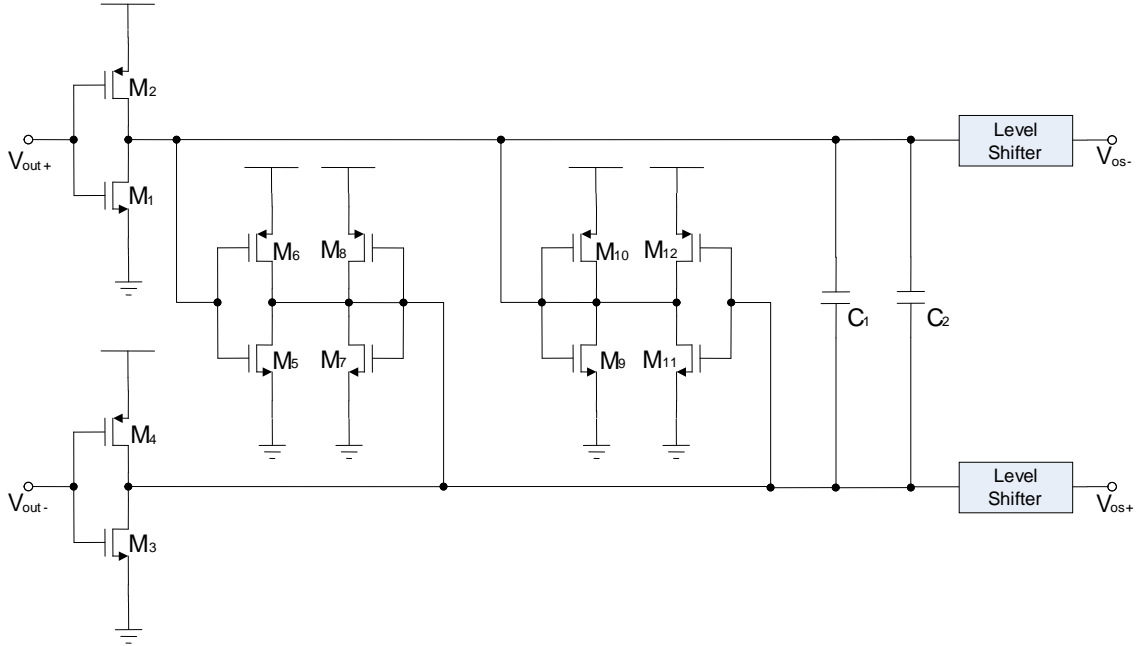 M2
Vout+
M1
Level
Shifter
Vos-
M6
M8
M10
M12
C1
C2
M5
M7
M9
M11
M4
Vout-
M3
Level
Shifter
Vos+